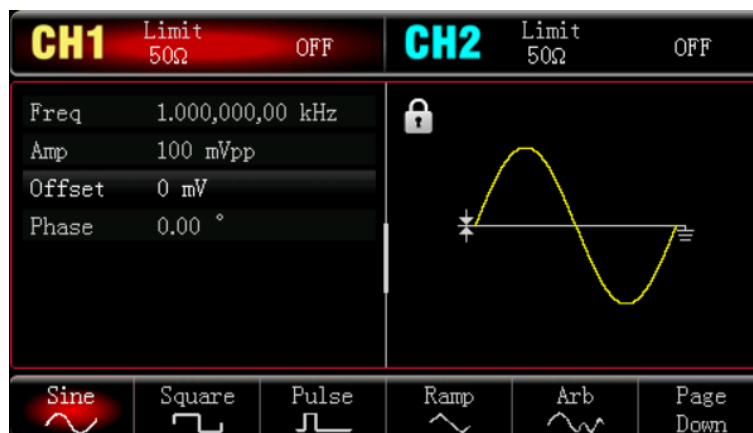 CH1 Limit 50Ω OFF CH2 Limit 50Ω OFF
Freq 1.000,000,00 kHz
Amp 100 mVpp
Offset 0 mV
Phase 0.00 °
Sine Square Pulse Ramp Arb Page Down